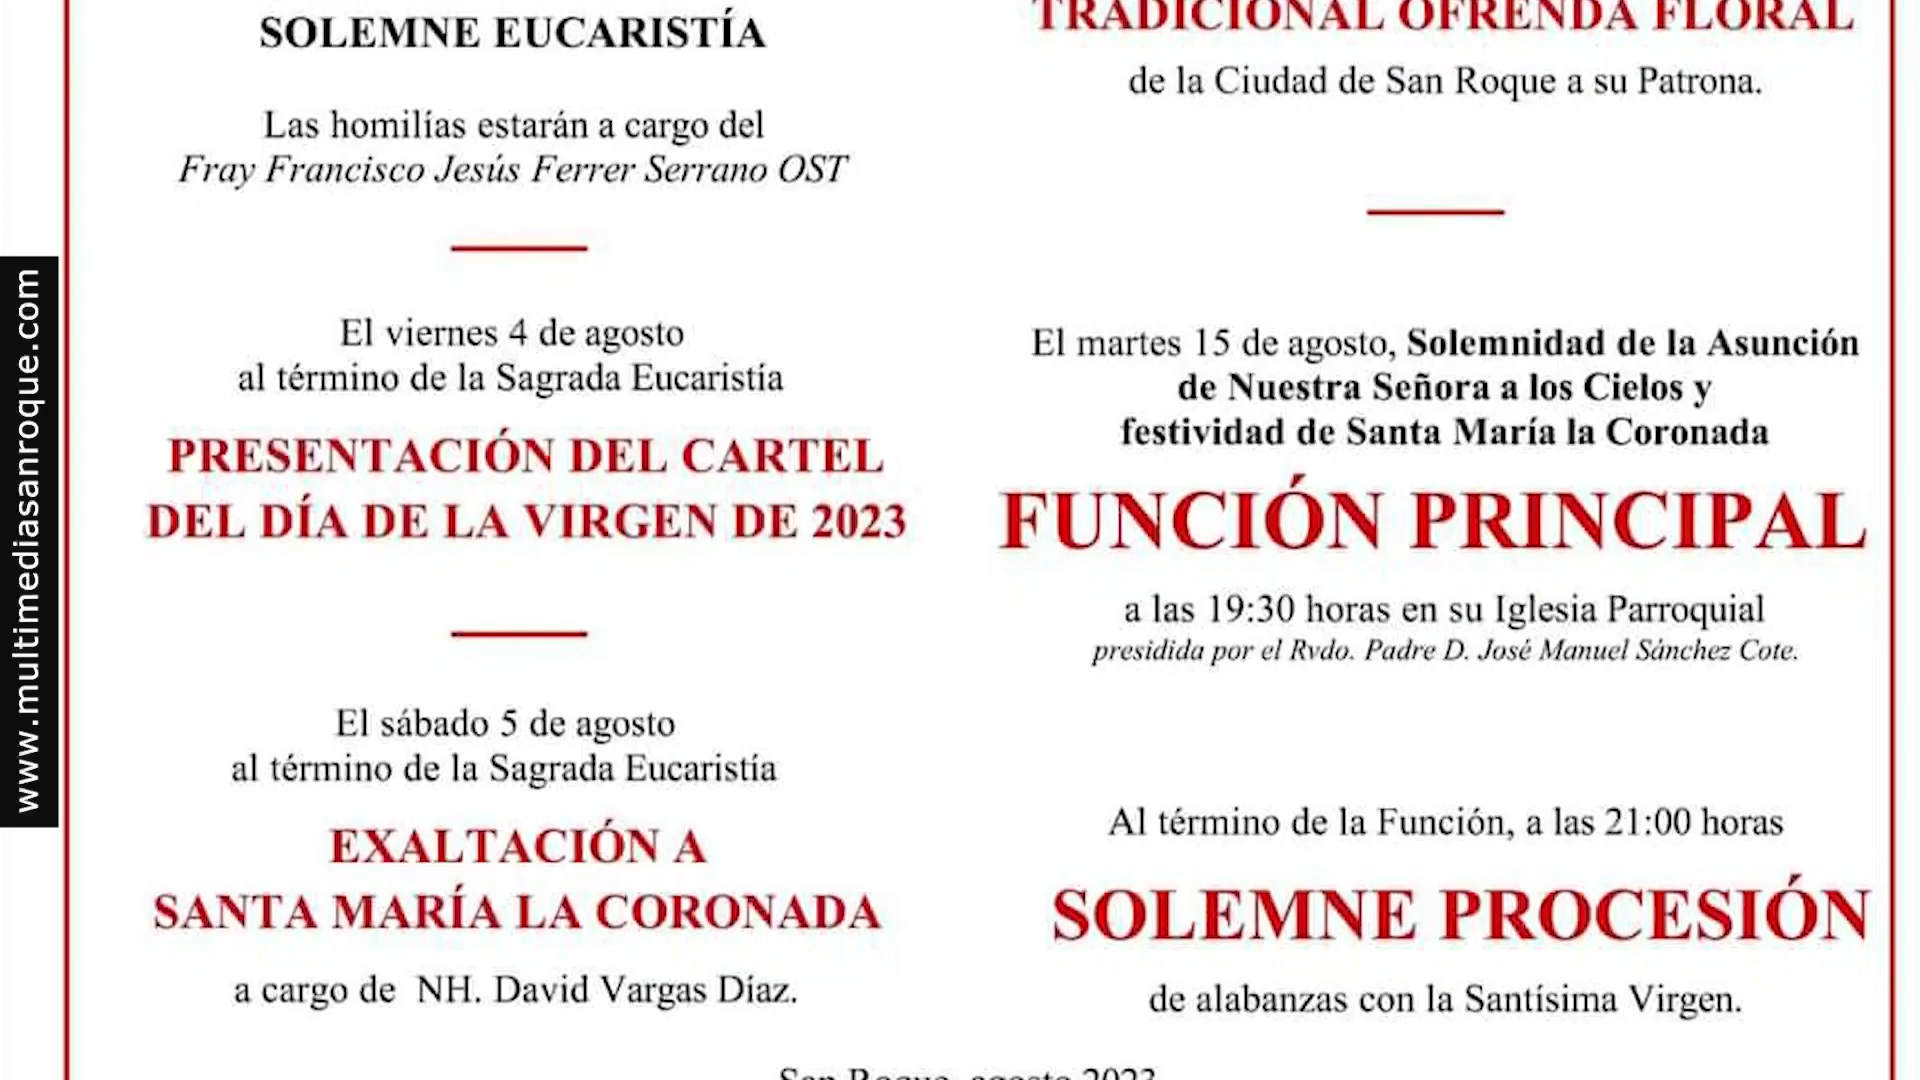 SOLEMNE EUCARISTÍA
Las homilías estarán a cargo del
Fray Francisco Jesús Ferrer Serrano OST
El viernes 4 de agosto
al término de la Sagrada Eucaristía
PRESENTACIÓN DEL CARTEL
DEL DÍA DE LA VIRGEN DE 2023
El sábado 5 de agosto
al término de la Sagrada Eucaristía
EXALTACIÓN A
SANTA MARÍA LA CORONADA
a cargo de NH. David Vargas Díaz.
TRADICIONAL OFRENDA FLORAL
de la Ciudad de San Roque a su Patrona.
El martes 15 de agosto, Solemnidad de la Asunción
de Nuestra Señora a los Cielos y
festividad de Santa María la Coronada
FUNCIÓN PRINCIPAL
a las 19:30 horas en su Iglesia Parroquial
presidida por el Rvdo. Padre D. José Manuel Sánchez Cote.
Al término de la Función, a las 21:00 horas
SOLEMNE PROCESIÓN
de alabanzas con la Santísima Virgen.
San Roque, agosto 2023
www.multimediasanroque.com